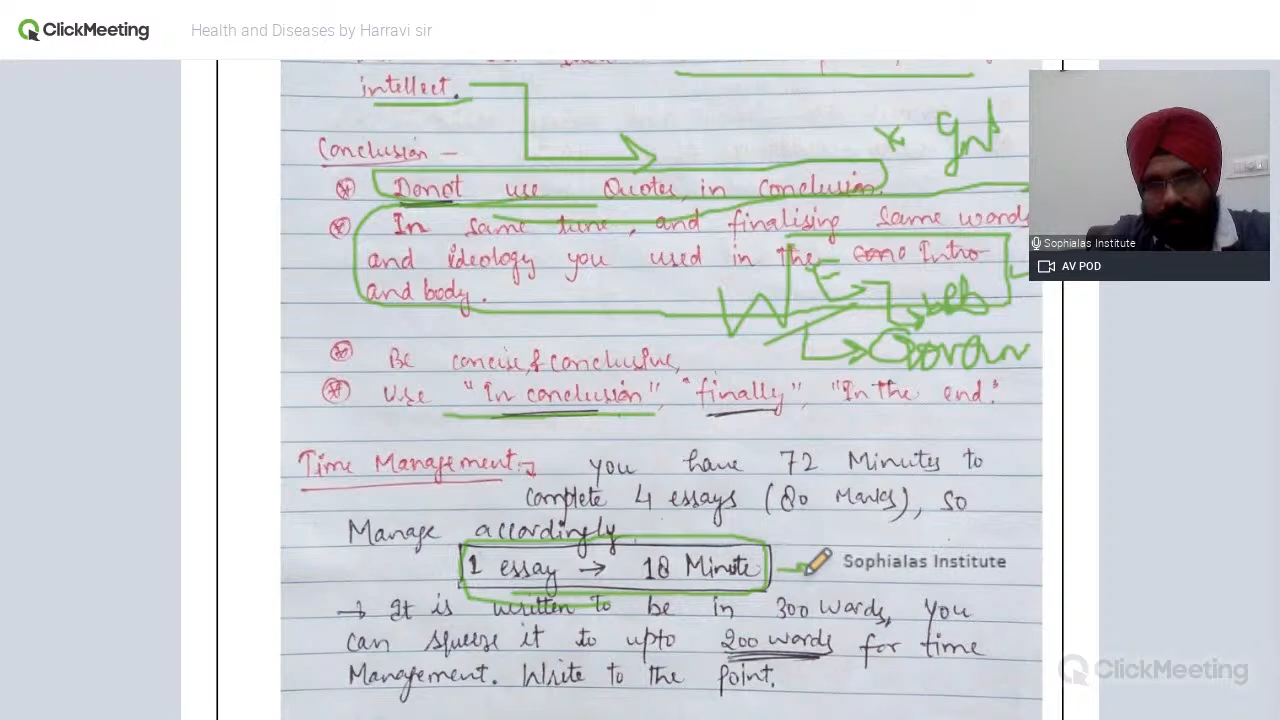 ClickMeeting
Health and Diseases by Harravi sir
intellect.
Conclusion -
Donot use Quotes, in conclusion.
In same tune, and finalising same words
and ideology you used in the Intro
and body.
Be concise, & conclusive,
Use "In conclusion", "finally", "In the end."
Time Management:→ you have 72 Minutes to
complete 4 essays (80 Marks), so
Manage accordingly.
1 essay → 18 Minute
Sophialas Institute
→ It is written to be in 300 words, you
can squeeze it to upto 200 words for time
Management. Write to the point.
Sophialas Institute
AV POD
ClickMeeting